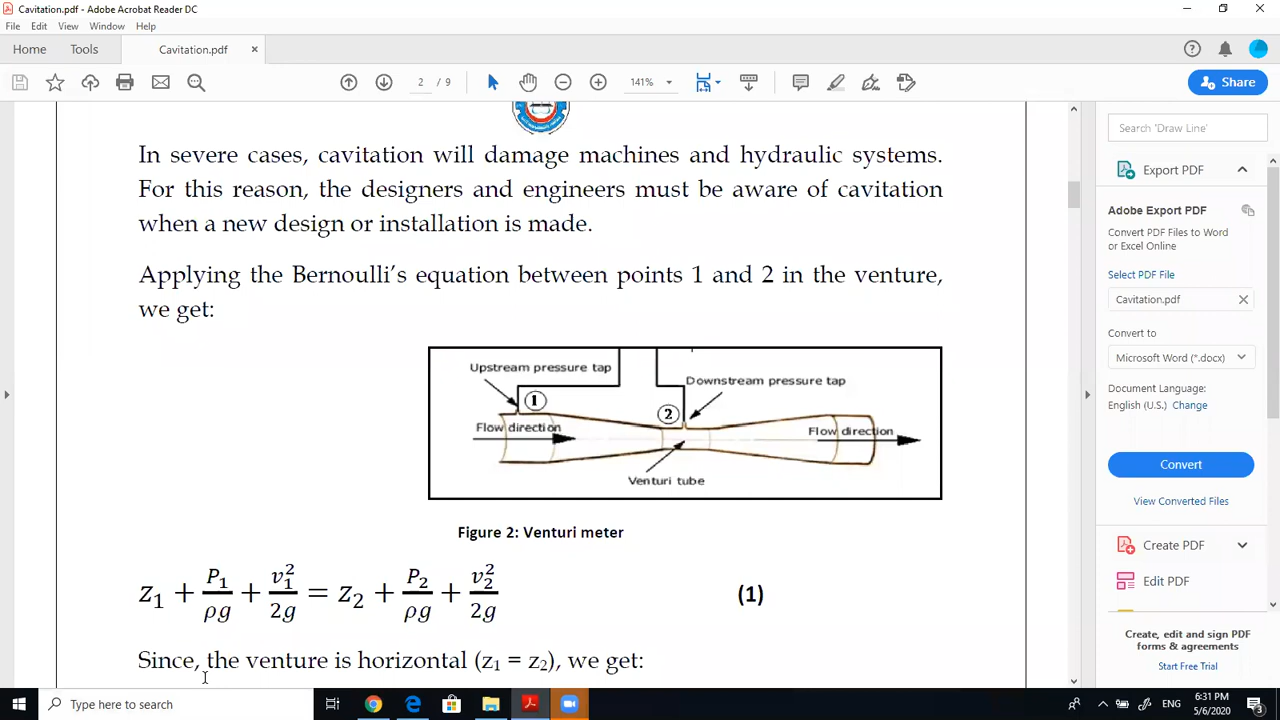 Cavitation.pdf - Adobe Acrobat Reader DC
File Edit View Window Help
Home Tools Cavitation.pdf ×
2 / 9 141% Share
In severe cases, cavitation will damage machines and hydraulic systems.
For this reason, the designers and engineers must be aware of cavitation
when a new design or installation is made.
Applying the Bernoulli's equation between points 1 and 2 in the venture,
we get:
Upstream pressure tap
Downstream pressure tap
1
2
Flow direction
Flow direction
Venturi tube
Figure 2: Venturi meter
z₁ + P₁/ρg + v₁²/2g = z₂ + P₂/ρg + v₂²/2g (1)
Since, the venture is horizontal (z₁ = z₂), we get:
Search 'Draw Line'
Export PDF
Adobe Export PDF
Convert PDF Files to Word
or Excel Online
Select PDF File
Cavitation.pdf
Convert to
Microsoft Word (*.docx)
Document Language:
English (U.S.) Change
Convert
View Converted Files
Create PDF
Edit PDF
Create, edit and sign PDF
forms & agreements
Start Free Trial
Type here to search
ENG
6:31 PM
5/6/2020
3